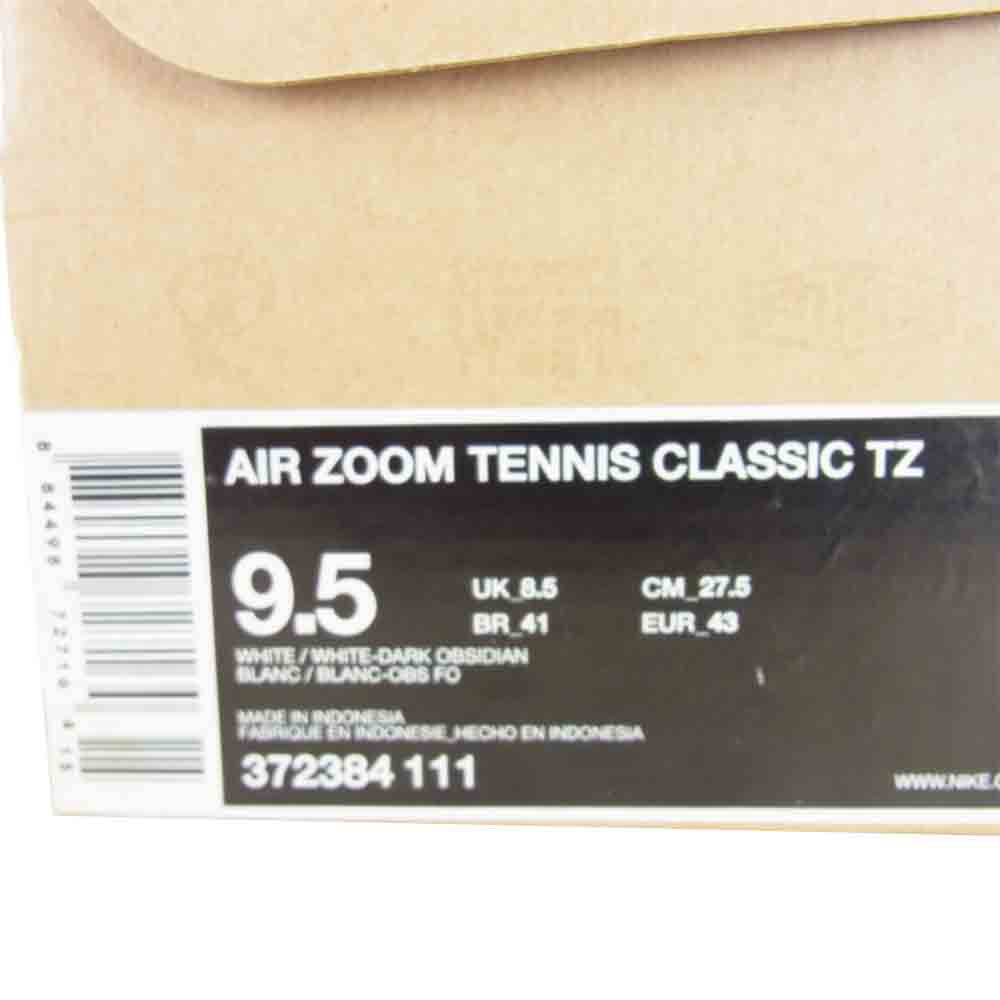 AIR ZOOM TENNIS CLASSIC TZ
9.5
UK_8.5 CM_27.5
BR_41 EUR_43
WHITE / WHITE-DARK OBSIDIAN
BLANC / BLANC-OBS FO
MADE IN INDONESIA
FABRIQUE EN INDONESIE_HECHO EN INDONESIA
372384 111
WWW.NIKE.